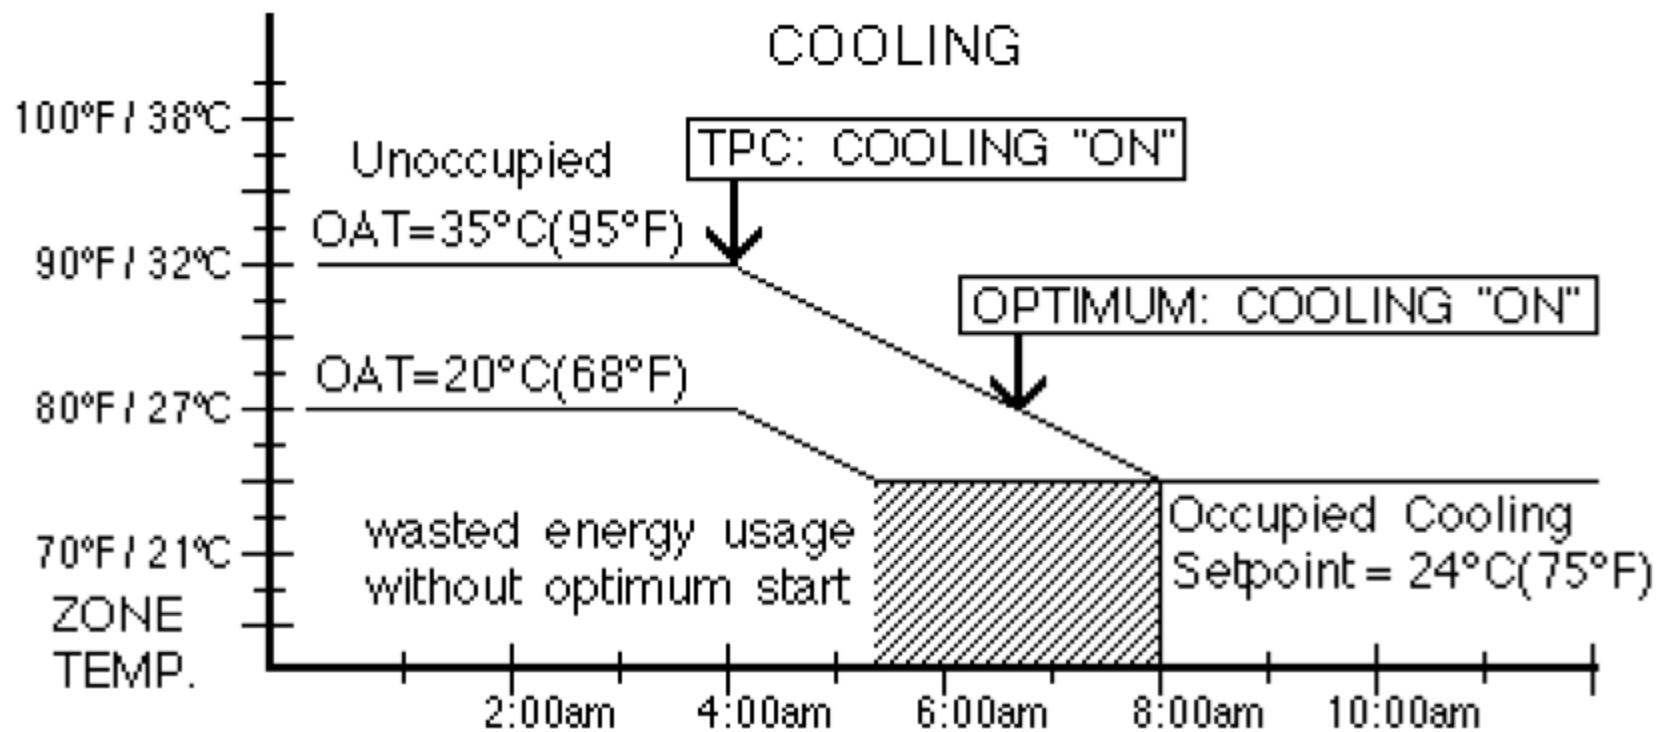 COOLING
100°F / 38°C
Unoccupied
TPC: COOLING "ON"
OAT=35°C(95°F)
90°F / 32°C
OPTIMUM: COOLING "ON"
OAT=20°C(68°F)
80°F / 27°C
wasted energy usage
without optimum start
Occupied Cooling
Setpoint = 24°C(75°F)
70°F / 21°C
ZONE
TEMP.
2:00am 4:00am 6:00am 8:00am 10:00am